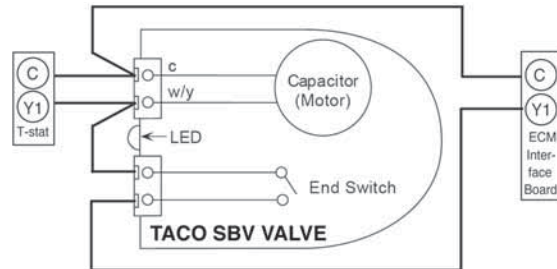 C
Y1
T-stat
c
w/y
LED
Capacitor
(Motor)
End Switch
TACO SBV VALVE
C
Y1
ECM
Inter-
face
Board